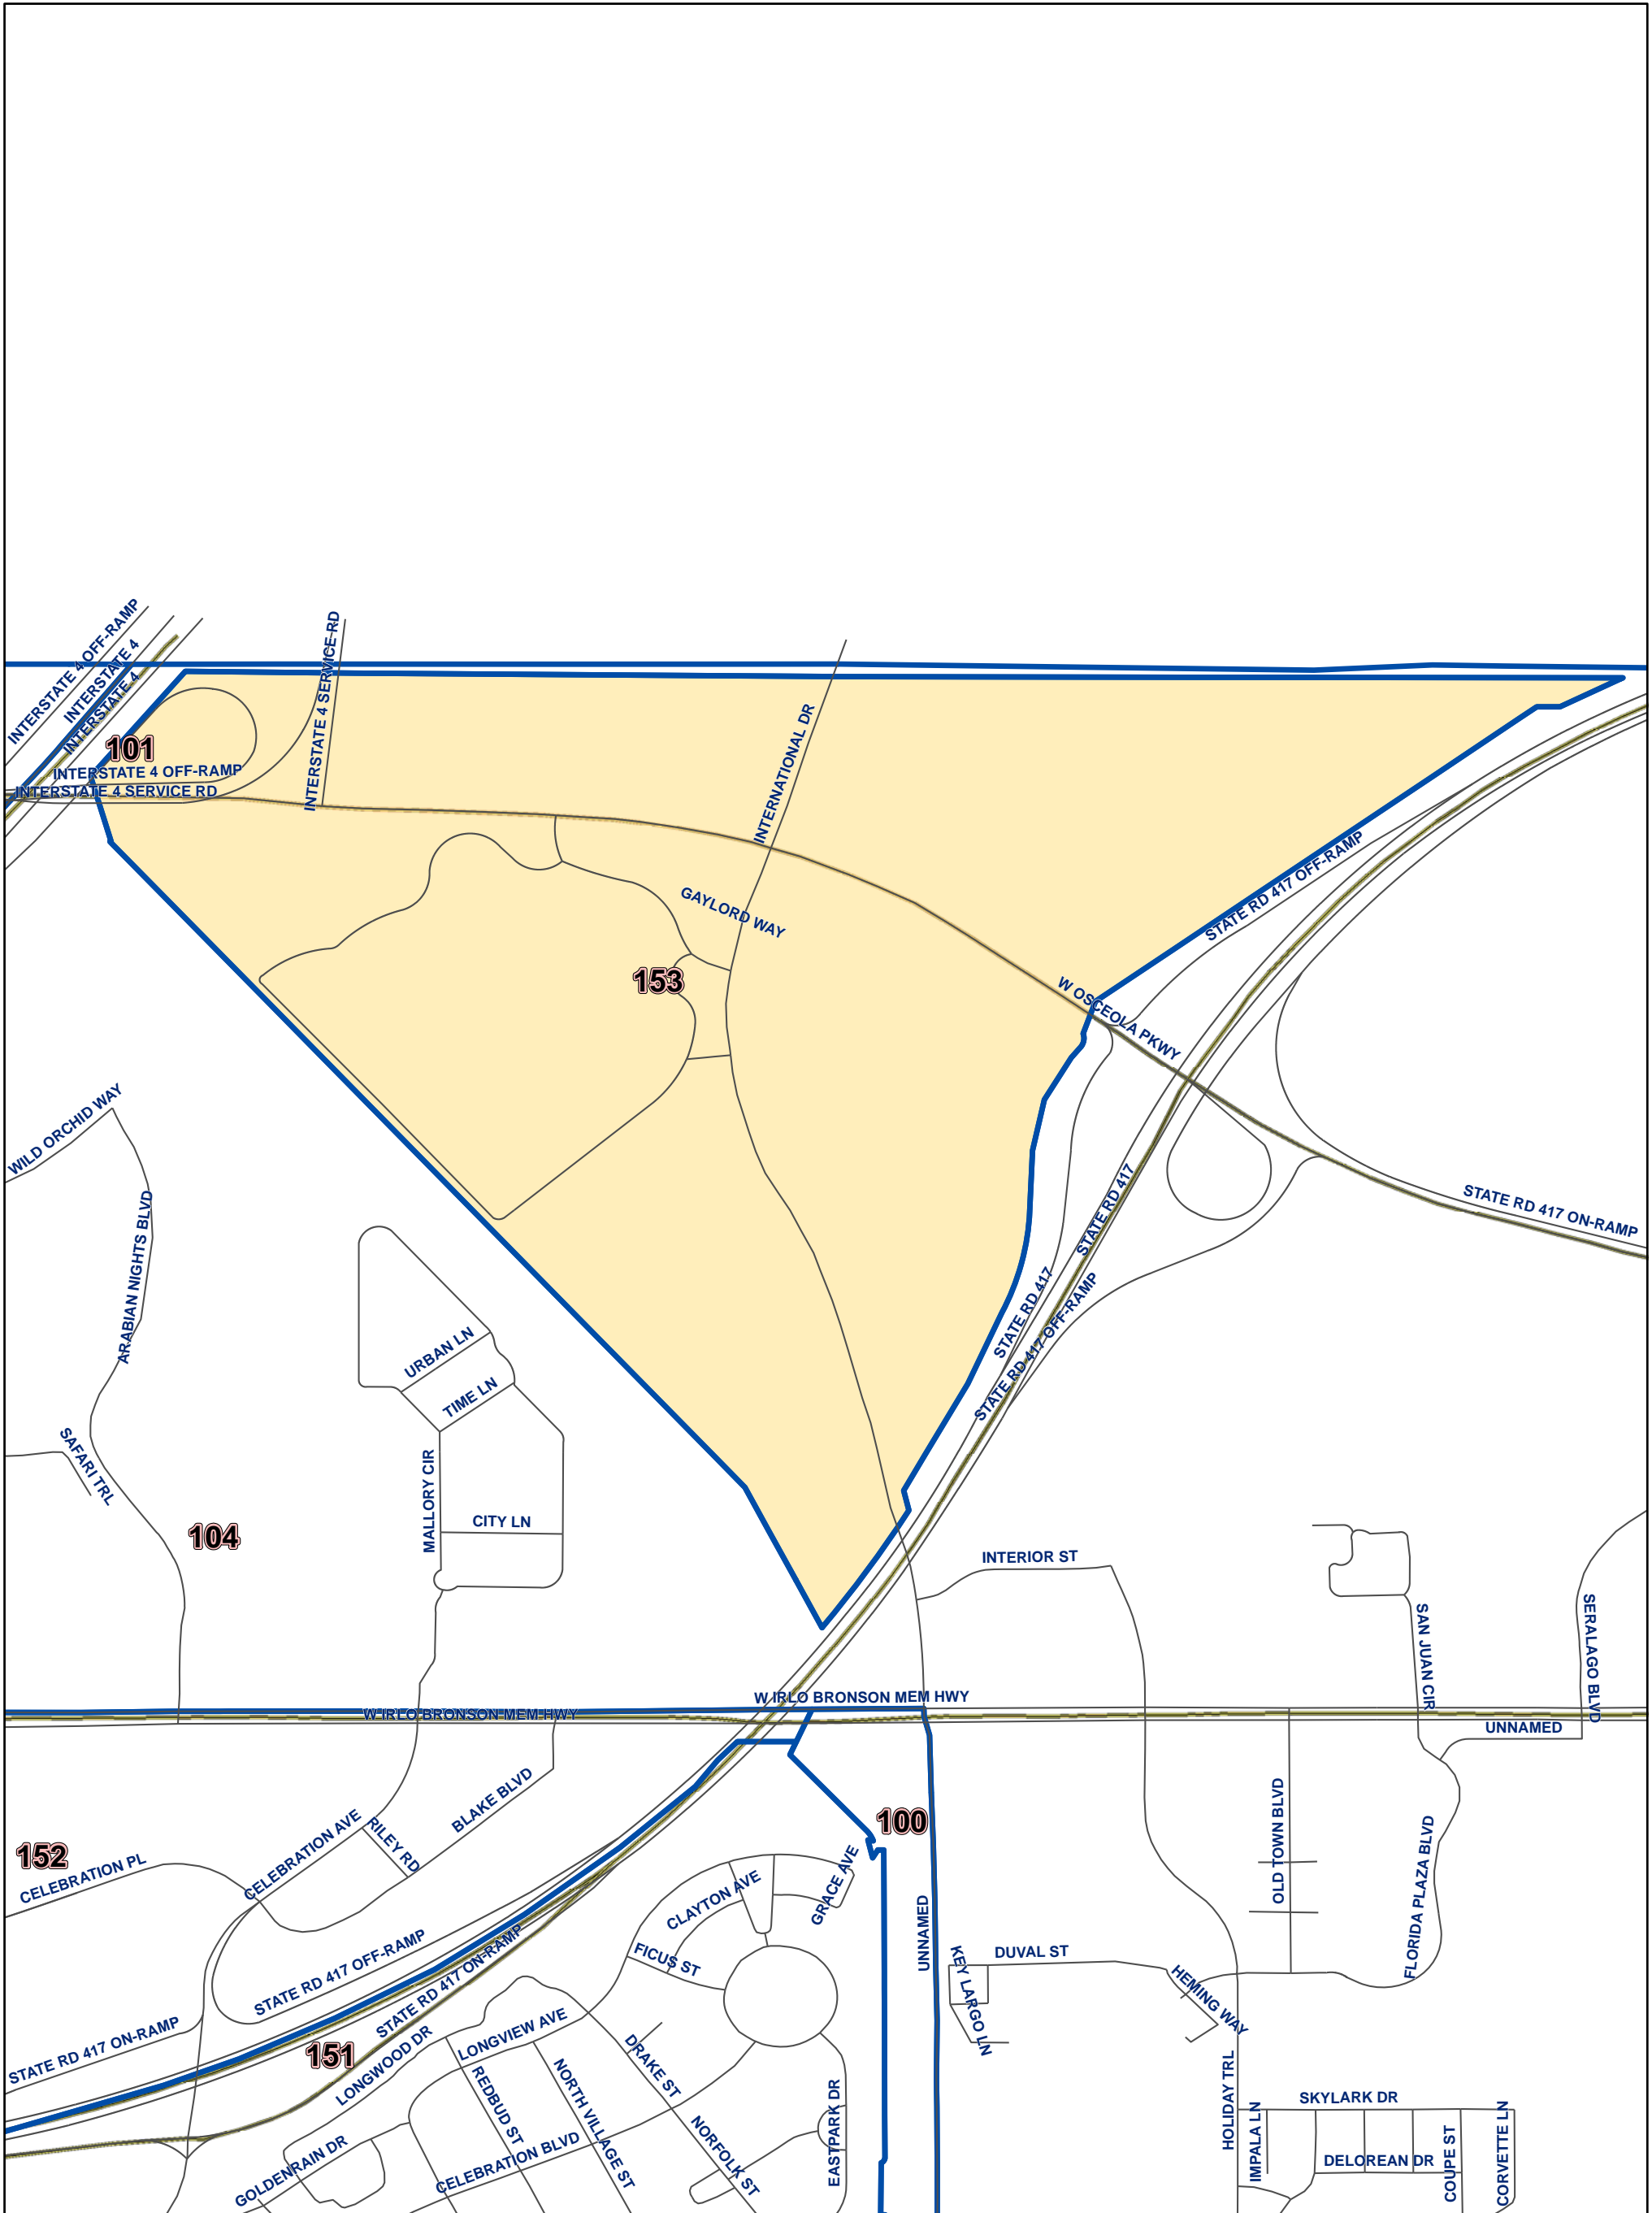 INTERSTATE 4 OFF-RAMP
INTERSTATE 4
INTERSTATE 4
INTERSTATE 4 SERVICE RD
101
INTERSTATE 4 OFF-RAMP
INTERSTATE 4 SERVICE RD
INTERNATIONAL DR
GAYLORD WAY
STATE RD 417 OFF-RAMP
153
W OSCEOLA PKWY
WILD ORCHID WAY
ARABIAN NIGHTS BLVD
STATE RD 417
STATE RD 417 ON-RAMP
STATE RD 417
STATE RD 417 OFF-RAMP
URBAN LN
TIME LN
SAFARI TRL
MALLORY CIR
CITY LN
104
INTERIOR ST
SAN JUAN CIR
SERALAGO BLVD
W IRLO BRONSON MEM HWY
W IRLO BRONSON MEM HWY
UNNAMED
BLAKE BLVD
RILEY RD
CELEBRATION AVE
100
152
CELEBRATION PL
OLD TOWN BLVD
FLORIDA PLAZA BLVD
CLAYTON AVE
GRACE AVE
UNNAMED
FICUS ST
KEY LARGO LN
DUVAL ST
HEMING WAY
STATE RD 417 OFF-RAMP
STATE RD 417 ON-RAMP
STATE RD 417 ON-RAMP
151
LONGWOOD DR
LONGVIEW AVE
DRAKE ST
REDBUD ST
NORTH VILLAGE ST
NORFOLK ST
EASTPARK DR
HOLIDAY TRL
IMPALA LN
SKYLARK DR
DELOREAN DR
COUPE ST
CORVETTE LN
GOLDENRAIN DR
CELEBRATION BLVD